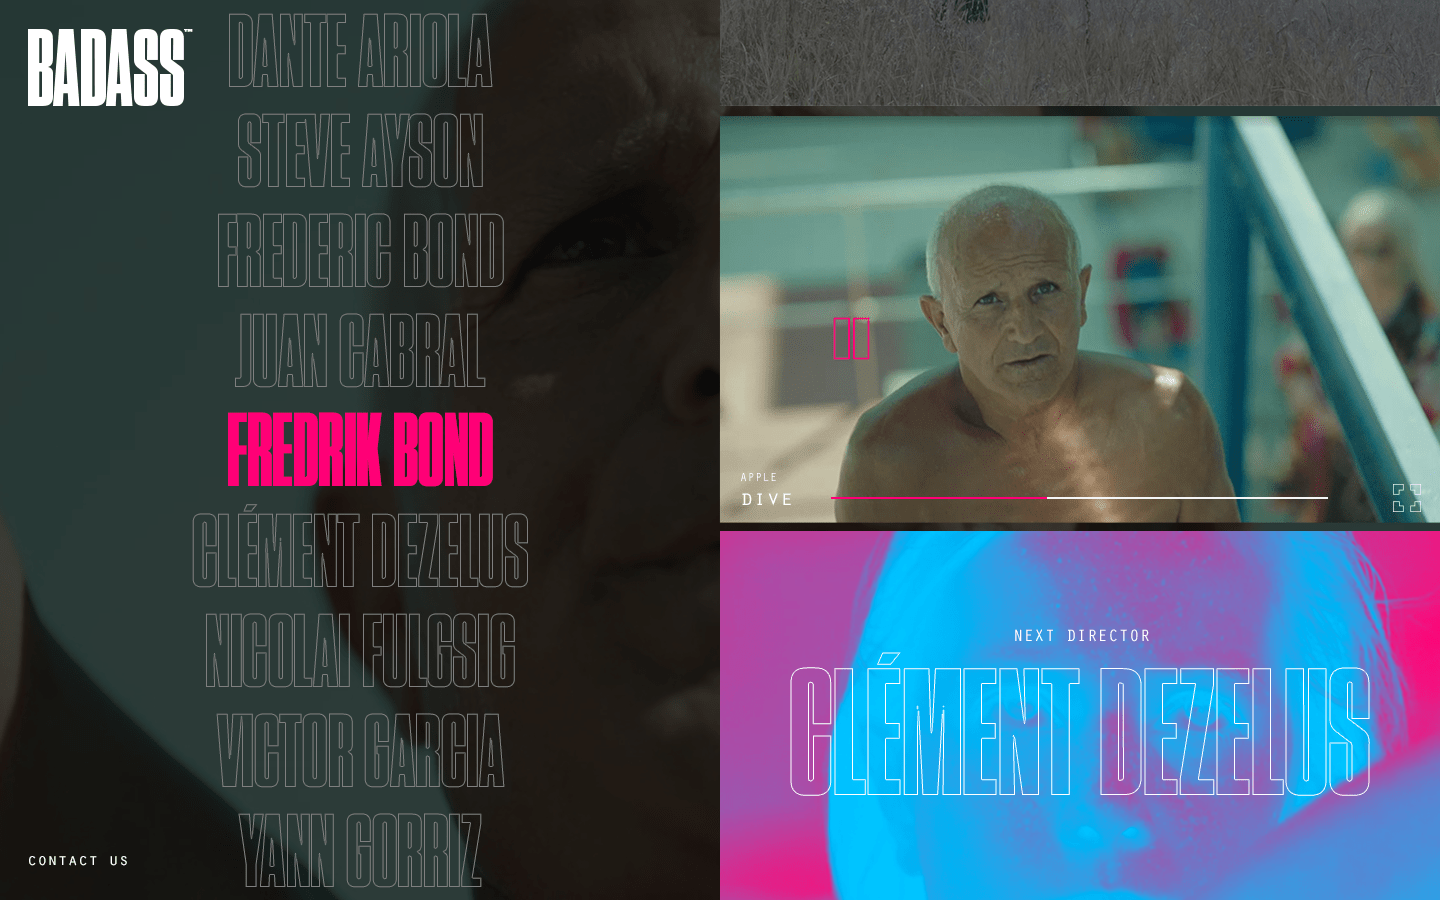 BADASS™
DANTE ARIOLA
STEVE AYSON
FREDERIC BOND
JUAN CABRAL
FREDRIK BOND
CLÉMENT DEZELUS
NICOLAI FULGSIG
VICTOR GARCIA
YANN GORRIZ
CONTACT US
APPLE
DIVE
NEXT DIRECTOR
CLÉMENT DEZELUS